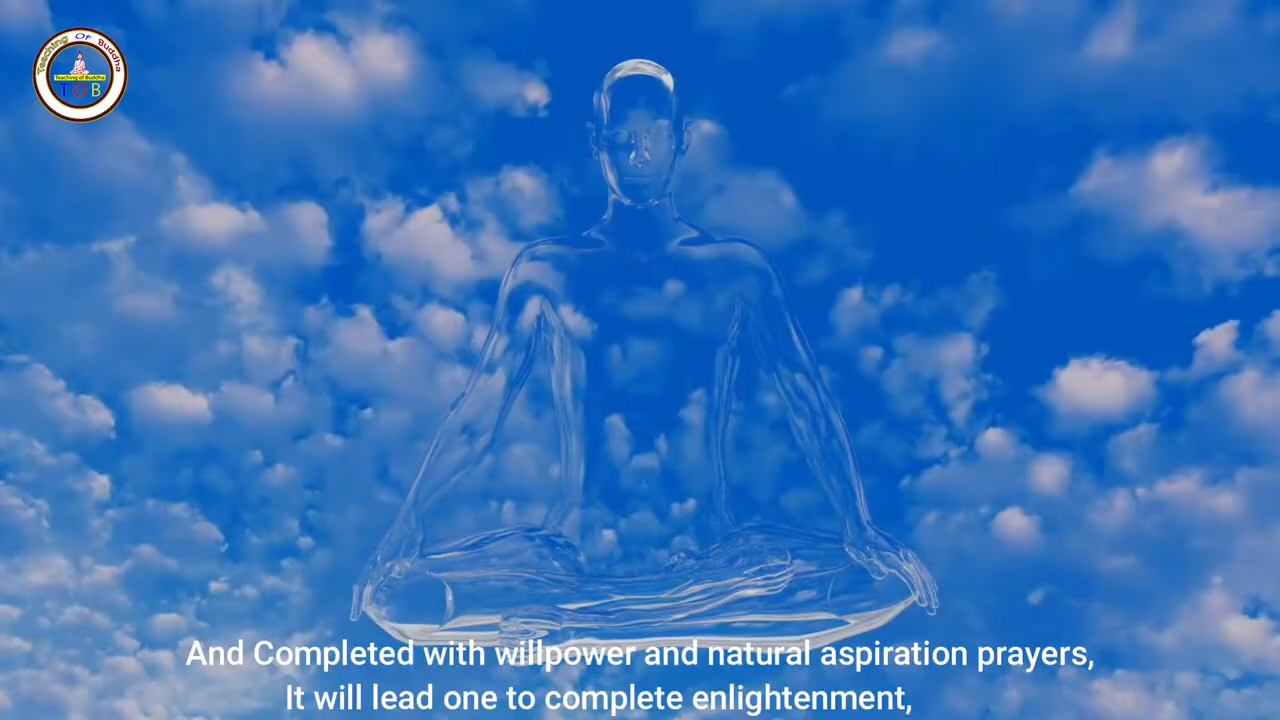 Teaching Of Buddha
Teaching of Buddha
T O B
And Completed with willpower and natural aspiration prayers,
It will lead one to complete enlightenment,